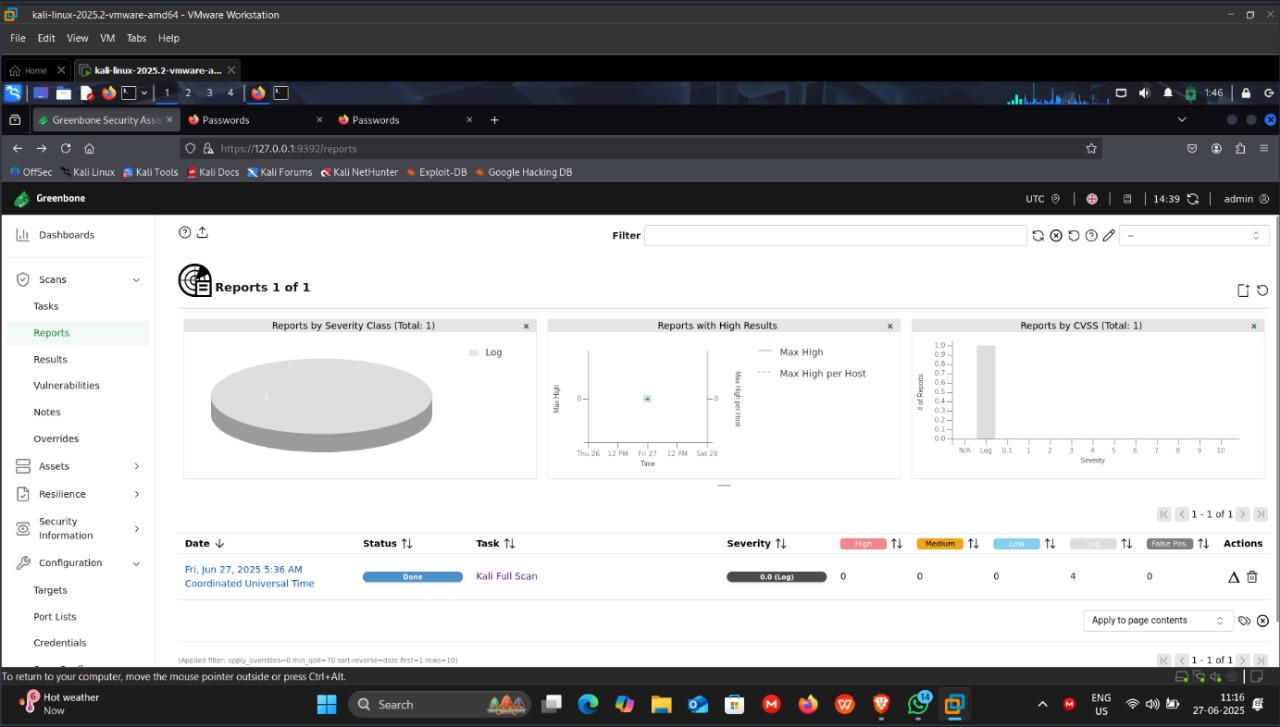 kali-linux-2025.2-vmware-amd64 - VMware Workstation
File Edit View VM Tabs Help
Home kali-linux-2025.2-vmware-a...
1 2 3 4 1:46
Greenbone Security Assis Passwords Passwords
https://127.0.0.1:9392/reports
OffSec Kali Linux Kali Tools Kali Docs Kali Forums Kali NetHunter Exploit-DB Google Hacking DB
Greenbone UTC 14:39 admin
Dashboards
Scans
Tasks
Reports
Results
Vulnerabilities
Notes
Overrides
Assets
Resilience
Security
Information
Configuration
Targets
Port Lists
Credentials
Filter --
Reports 1 of 1
Reports by Severity Class (Total: 1)
Log
1
Reports with High Results
Max High
Max High per Host
Max High
0 0
Max High per Host
Thu 26 12 PM Fri 27 12 PM Sat 28
Time
Reports by CVSS (Total: 1)
# of Reports
1.0
0.9
0.8
0.7
0.6
0.5
0.4
0.3
0.2
0.1
0.0
N/A Log 0.1 1 2 3 4 5 6 7 8 9 10
Severity
1 - 1 of 1
Date Status Task Severity High Medium Low Log False Pos. Actions
Fri, Jun 27, 2025 5:36 AM
Coordinated Universal Time
Done Kali Full Scan 0.0 (Log) 0 0 0 4 0
Apply to page contents
(Applied filter: apply_overrides=0 min_qod=70 sort-reverse=date first=1 rows=10)
1 - 1 of 1
To return to your computer, move the mouse pointer outside or press Ctrl+Alt.
6
Hot weather
Now
Search
14
ENG
US
11:16
27-06-2025